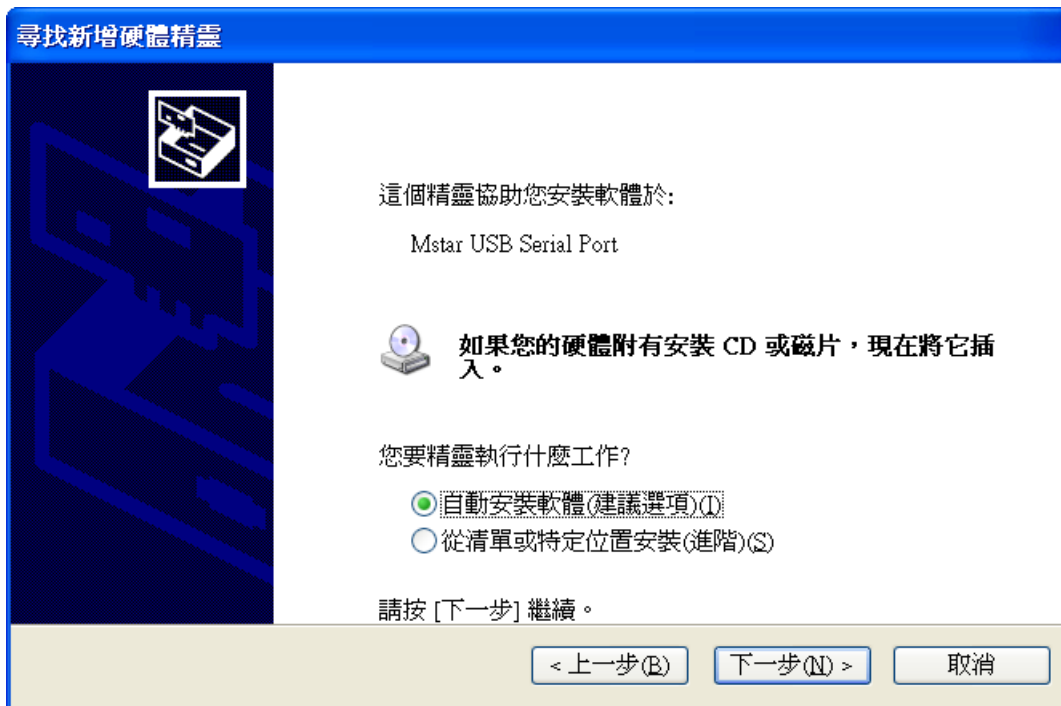 尋找新增硬體精靈
這個精靈協助您安裝軟體於:
Mstar USB Serial Port
如果您的硬體附有安裝 CD 或磁片，現在將它插
入。
您要精靈執行什麼工作?
自動安裝軟體(建議選項)(I)
從清單或特定位置安裝(進階)(S)
請按 [下一步] 繼續。
< 上一步(B) 下一步(N) > 取消